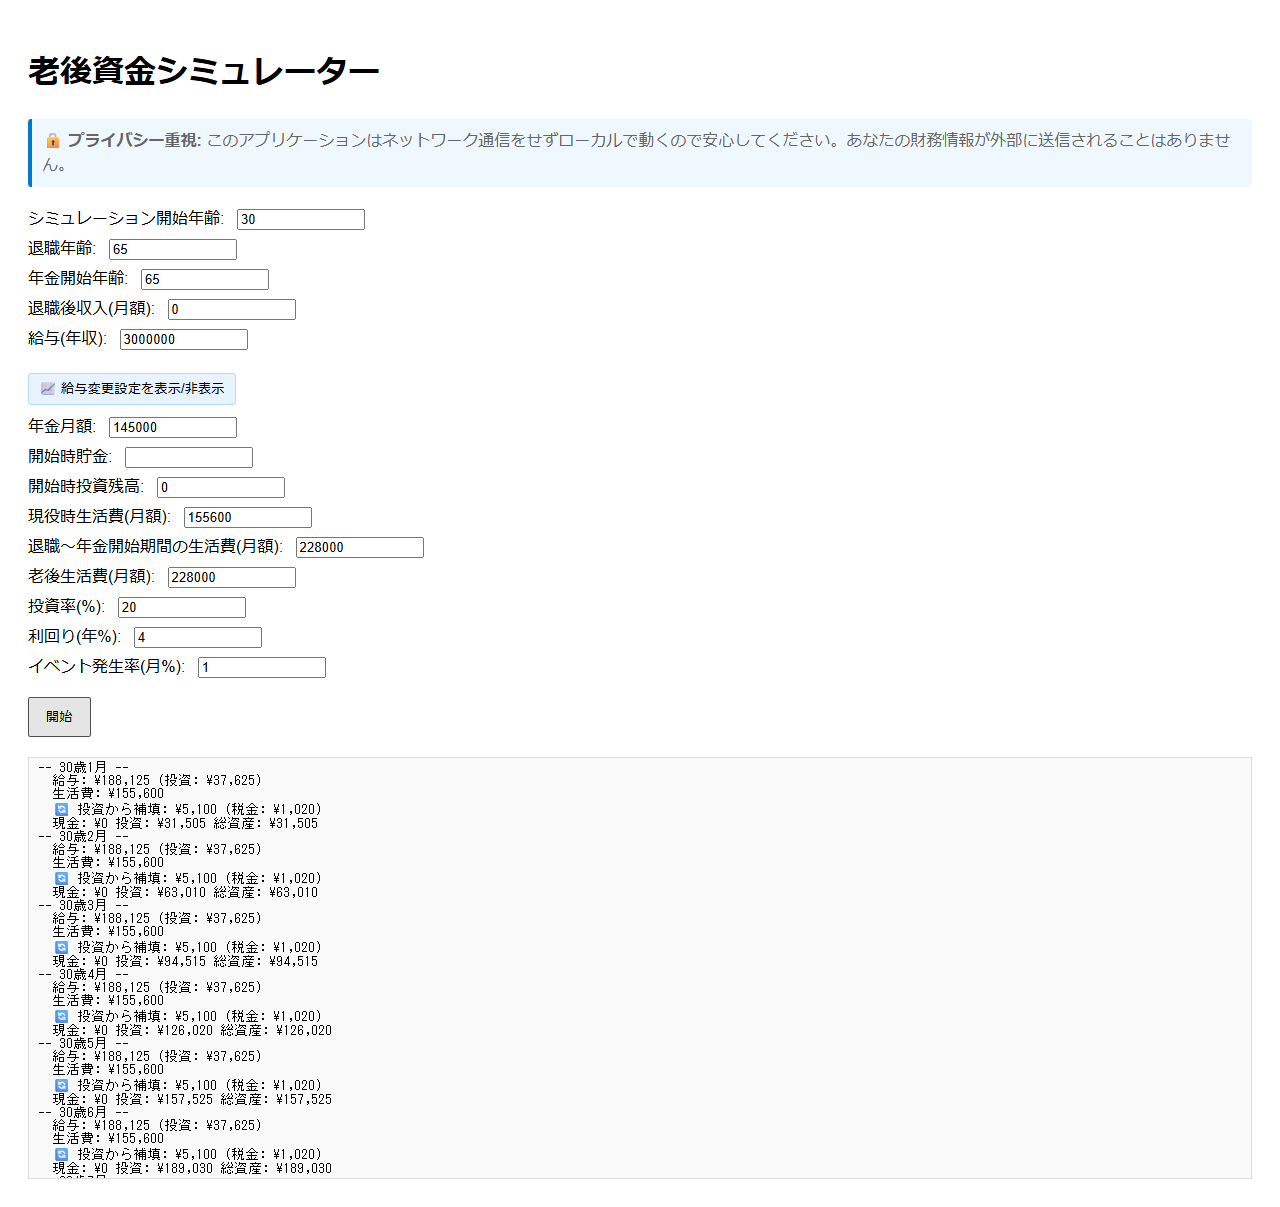 老後資金シミュレーター
🔒 プライバシー重視: このアプリケーションはネットワーク通信をせずローカルで動くので安心してください。あなたの財務情報が外部に送信されることはありませ
ん。
シミュレーション開始年齢: 30
退職年齢: 65
年金開始年齢: 65
退職後収入(月額): 0
給与(年収): 3000000
📈 給与変更設定を表示/非表示
年金月額: 145000
開始時貯金:
開始時投資残高: 0
現役時生活費(月額): 155600
退職～年金開始期間の生活費(月額): 228000
老後生活費(月額): 228000
投資率(%): 20
利回り(年%): 4
イベント発生率(月%): 1
開始
-- 30歳1月 --
給与: ¥188,125 (投資: ¥37,625)
生活費: ¥155,600
🔄 投資から補填: ¥5,100 (税金: ¥1,020)
現金: ¥0 投資: ¥31,505 総資産: ¥31,505
-- 30歳2月 --
給与: ¥188,125 (投資: ¥37,625)
生活費: ¥155,600
🔄 投資から補填: ¥5,100 (税金: ¥1,020)
現金: ¥0 投資: ¥63,010 総資産: ¥63,010
-- 30歳3月 --
給与: ¥188,125 (投資: ¥37,625)
生活費: ¥155,600
🔄 投資から補填: ¥5,100 (税金: ¥1,020)
現金: ¥0 投資: ¥94,515 総資産: ¥94,515
-- 30歳4月 --
給与: ¥188,125 (投資: ¥37,625)
生活費: ¥155,600
🔄 投資から補填: ¥5,100 (税金: ¥1,020)
現金: ¥0 投資: ¥126,020 総資産: ¥126,020
-- 30歳5月 --
給与: ¥188,125 (投資: ¥37,625)
生活費: ¥155,600
🔄 投資から補填: ¥5,100 (税金: ¥1,020)
現金: ¥0 投資: ¥157,525 総資産: ¥157,525
-- 30歳6月 --
給与: ¥188,125 (投資: ¥37,625)
生活費: ¥155,600
🔄 投資から補填: ¥5,100 (税金: ¥1,020)
現金: ¥0 投資: ¥189,030 総資産: ¥189,030